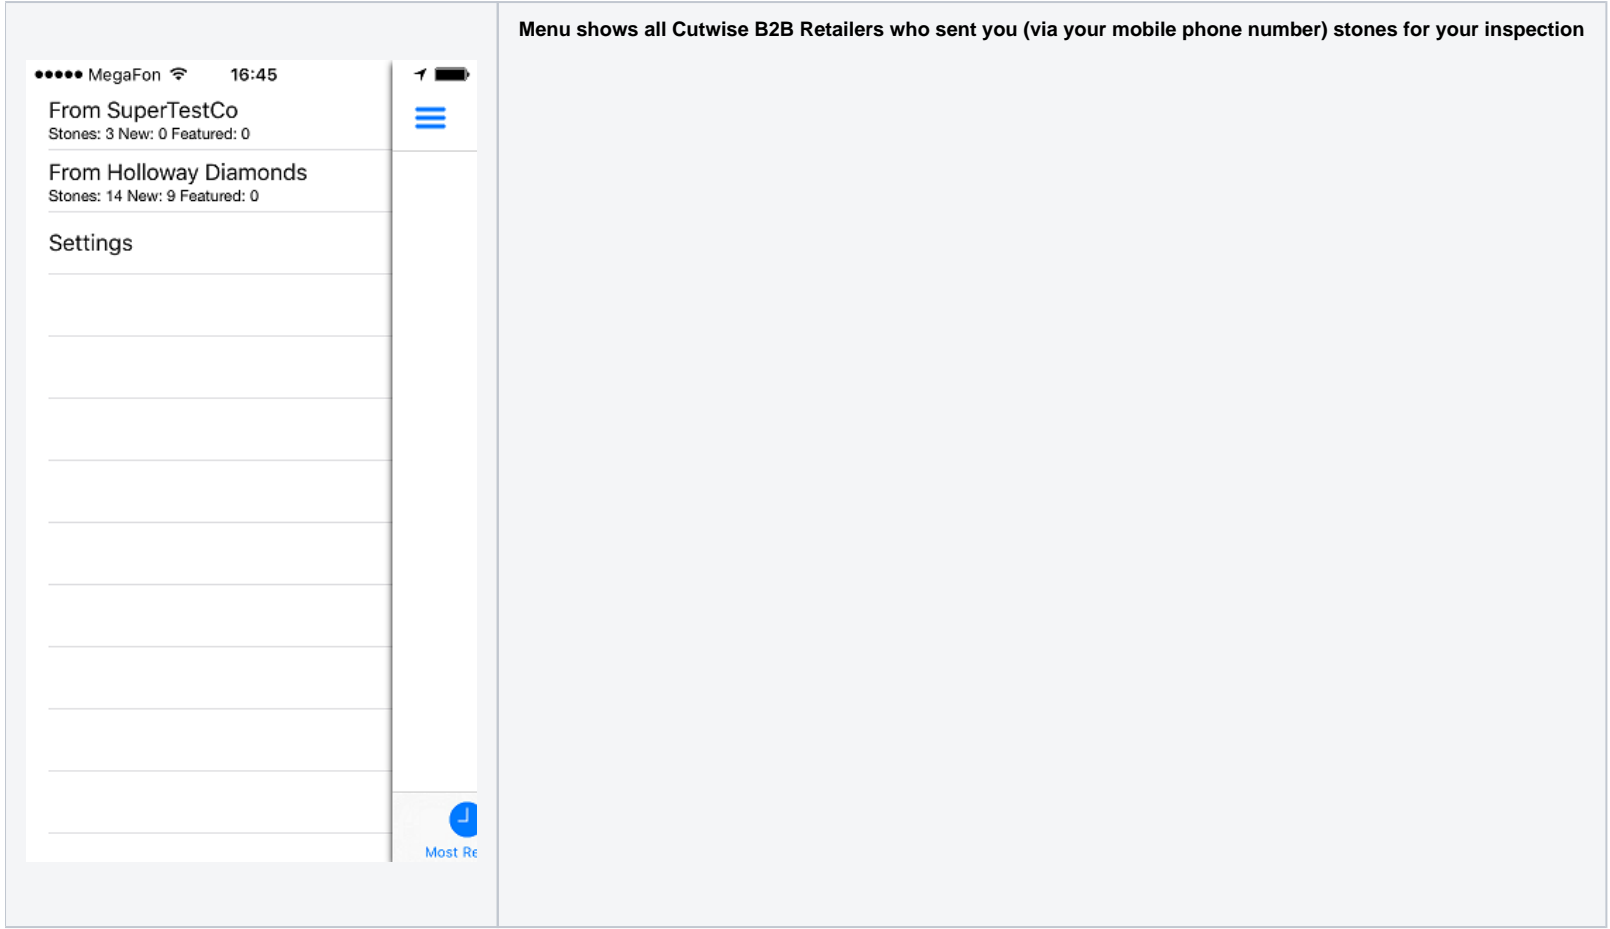 Menu shows all Cutwise B2B Retailers who sent you (via your mobile phone number) stones for your inspection
MegaFon 16:45
From SuperTestCo
Stones: 3 New: 0 Featured: 0
From Holloway Diamonds
Stones: 14 New: 9 Featured: 0
Settings
Most Re